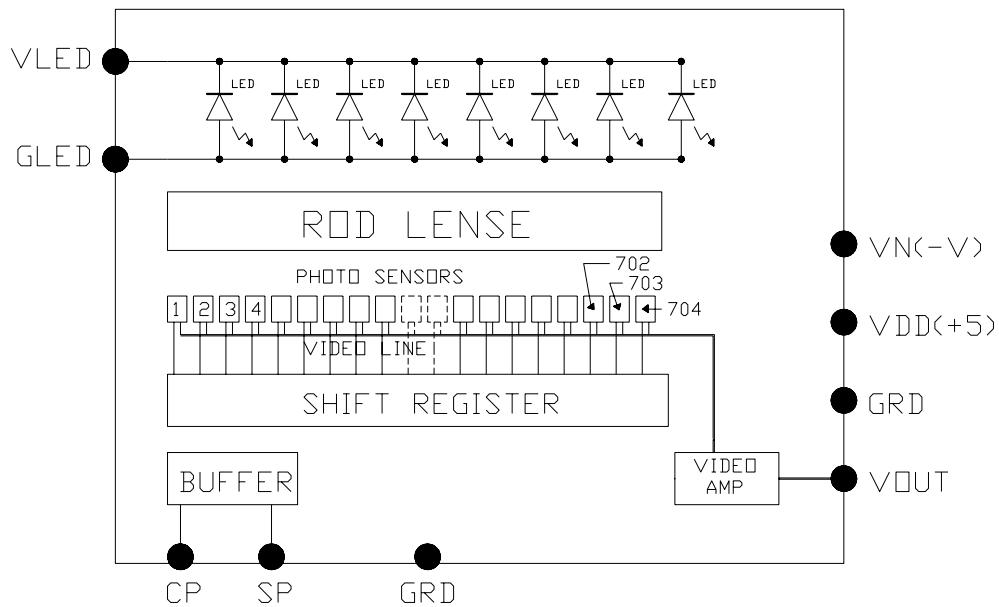 VLED
LED LED LED LED LED LED LED LED
GLED
ROD LENSE
VN(-V)
PHOTO SENSORS
702
703
1 2 3 4
704
VDD(+5)
VIDEO LINE
SHIFT REGISTER
GRD
VIDEO
AMP
VOUT
BUFFER
CP SP GRD